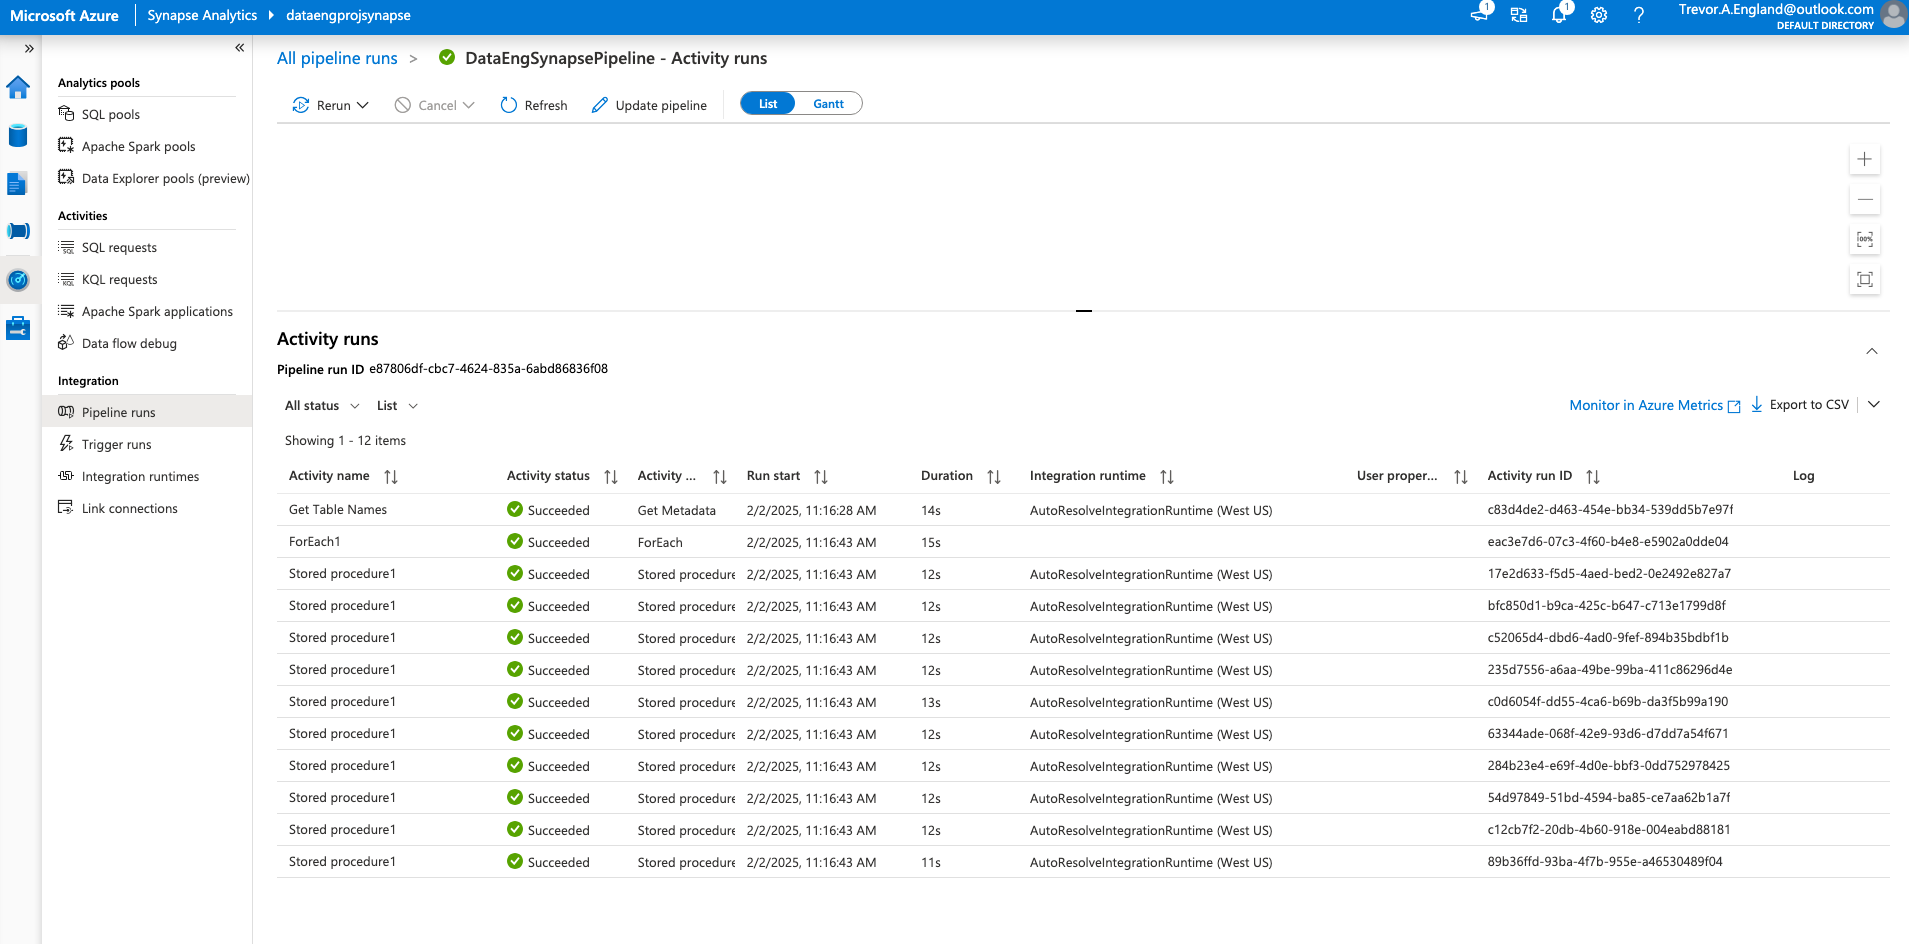 Microsoft Azure
Synapse Analytics
dataengprojsynapse
1
1
Trevor.A.England@outlook.com
DEFAULT DIRECTORY
Analytics pools
SQL pools
Apache Spark pools
Data Explorer pools (preview)
Activities
SQL requests
KQL requests
Apache Spark applications
Data flow debug
Integration
Pipeline runs
Trigger runs
Integration runtimes
Link connections
All pipeline runs > DataEngSynapsePipeline - Activity runs
Rerun Cancel Refresh Update pipeline List Gantt
Activity runs
Pipeline run ID e87806df-cbc7-4624-835a-6abd86836f08
All status List Monitor in Azure Metrics Export to CSV
Showing 1 - 12 items
Activity name Activity status Activity ... Run start Duration Integration runtime User proper... Activity run ID Log
Get Table Names Succeeded Get Metadata 2/2/2025, 11:16:28 AM 14s AutoResolveIntegrationRuntime (West US) c83d4de2-d463-454e-bb34-539dd5b7e97f
ForEach1 Succeeded ForEach 2/2/2025, 11:16:43 AM 15s eac3e7d6-07c3-4f60-b4e8-e5902a0dde04
Stored procedure1 Succeeded Stored procedure 2/2/2025, 11:16:43 AM 12s AutoResolveIntegrationRuntime (West US) 17e2d633-f5d5-4aed-bed2-0e2492e827a7
Stored procedure1 Succeeded Stored procedure 2/2/2025, 11:16:43 AM 12s AutoResolveIntegrationRuntime (West US) bfc850d1-b9ca-425c-b647-c713e1799d8f
Stored procedure1 Succeeded Stored procedure 2/2/2025, 11:16:43 AM 12s AutoResolveIntegrationRuntime (West US) c52065d4-dbd6-4ad0-9fef-894b35bdbf1b
Stored procedure1 Succeeded Stored procedure 2/2/2025, 11:16:43 AM 12s AutoResolveIntegrationRuntime (West US) 235d7556-a6aa-49be-99ba-411c86296d4e
Stored procedure1 Succeeded Stored procedure 2/2/2025, 11:16:43 AM 13s AutoResolveIntegrationRuntime (West US) c0d6054f-dd55-4ca6-b69b-da3f5b99a190
Stored procedure1 Succeeded Stored procedure 2/2/2025, 11:16:43 AM 12s AutoResolveIntegrationRuntime (West US) 63344ade-068f-42e9-93d6-d7dd7a54f671
Stored procedure1 Succeeded Stored procedure 2/2/2025, 11:16:43 AM 12s AutoResolveIntegrationRuntime (West US) 284b23e4-e69f-4d0e-bbf3-0dd752978425
Stored procedure1 Succeeded Stored procedure 2/2/2025, 11:16:43 AM 12s AutoResolveIntegrationRuntime (West US) 54d97849-51bd-4594-ba85-ce7aa62b1a7f
Stored procedure1 Succeeded Stored procedure 2/2/2025, 11:16:43 AM 12s AutoResolveIntegrationRuntime (West US) c12cb7f2-20db-4b60-918e-004eabd88181
Stored procedure1 Succeeded Stored procedure 2/2/2025, 11:16:43 AM 11s AutoResolveIntegrationRuntime (West US) 89b36ffd-93ba-4f7b-955e-a46530489f04